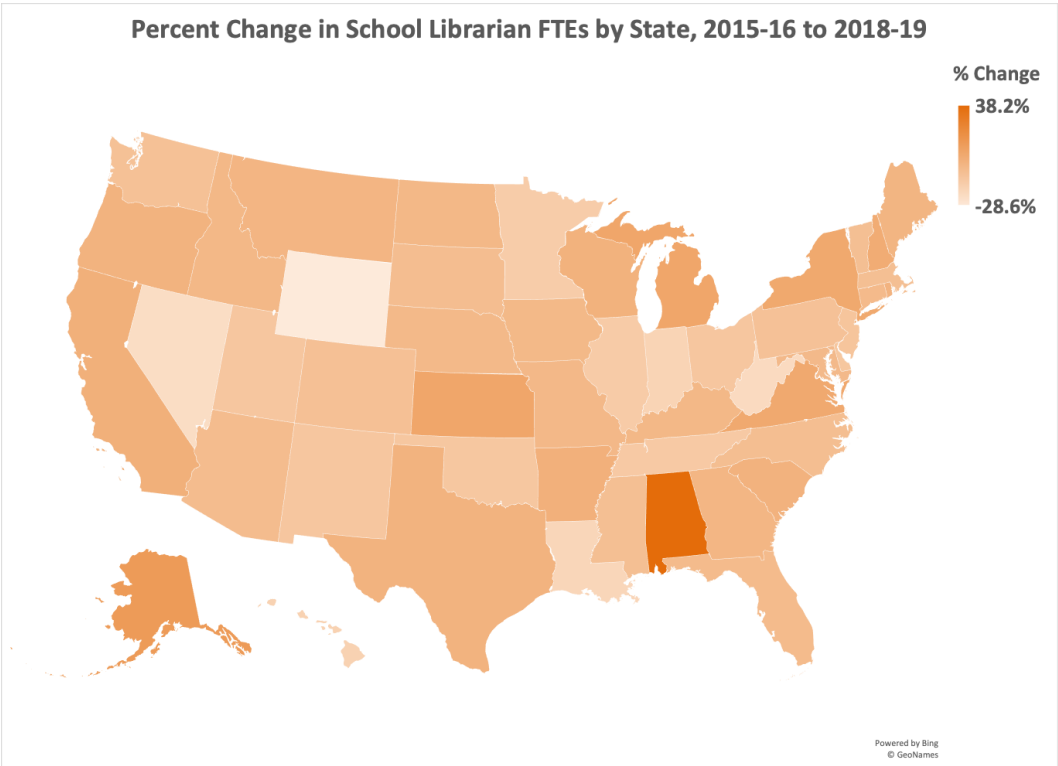 Percent Change in School Librarian FTEs by State, 2015-16 to 2018-19
% Change
38.2%
-28.6%
Powered by Bing
© GeoNames